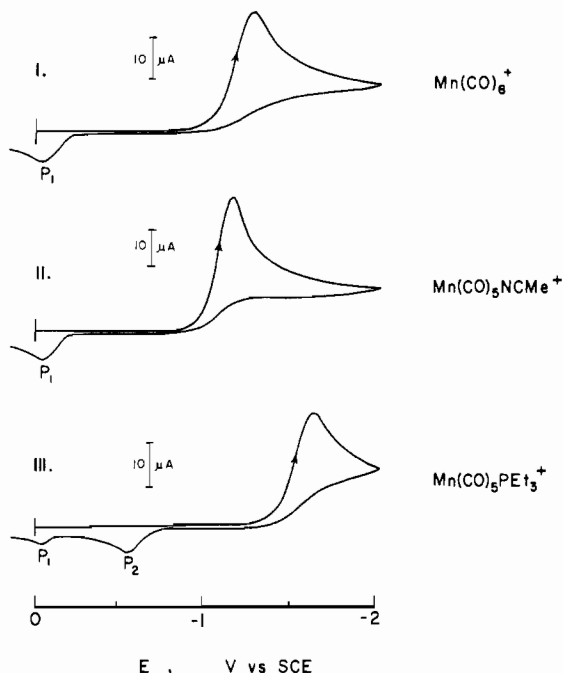 I. 10 μA Mn(CO)6+
P1
II. 10 μA Mn(CO)5NCMe+
P1
III. 10 μA Mn(CO)5PEt3+
P1 P2
0 -1 -2
E , V vs SCE